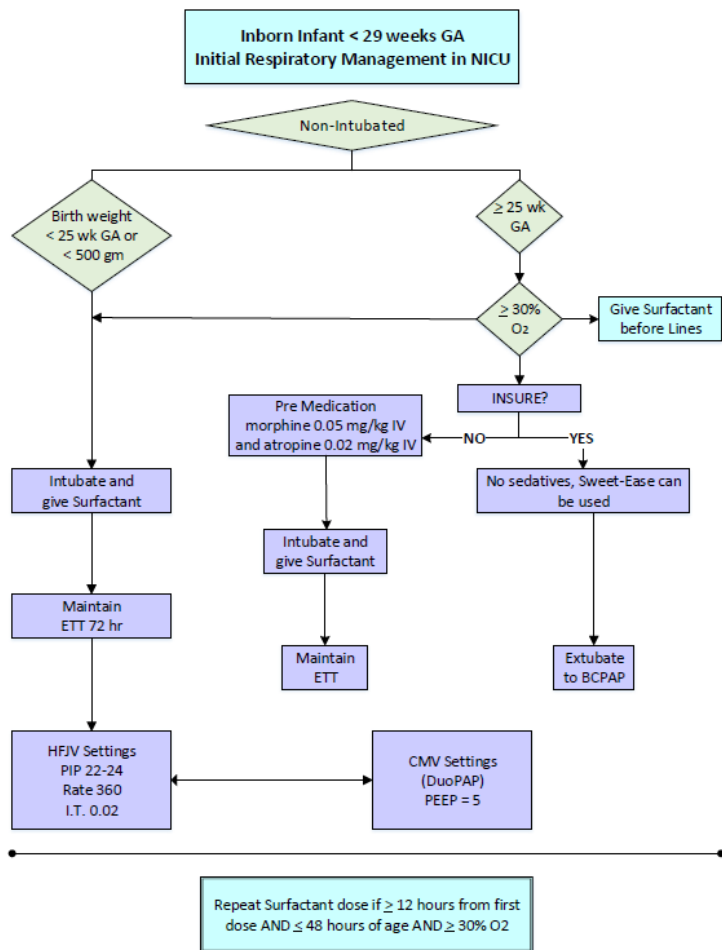 Inborn Infant < 29 weeks GA
Initial Respiratory Management in NICU
Non-Intubated
Birth weight
< 25 wk GA or
< 500 gm
≥ 25 wk
GA
≥ 30%
O2
Give Surfactant
before Lines
INSURE?
Pre Medication
morphine 0.05 mg/kg IV
and atropine 0.02 mg/kg IV
NO
YES
Intubate and
give Surfactant
No sedatives, Sweet-Ease can
be used
Intubate and
give Surfactant
Maintain
ETT 72 hr
Maintain
ETT
Extubate
to BCPAP
HFJV Settings
PIP 22-24
Rate 360
I.T. 0.02
CMV Settings
(DuoPAP)
PEEP = 5
Repeat Surfactant dose if ≥ 12 hours from first
dose AND ≤ 48 hours of age AND ≥ 30% O2